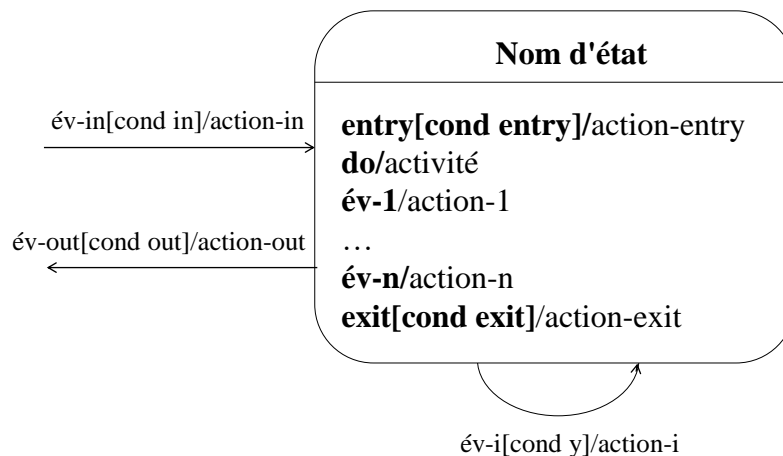 Nom d'état
év-in[cond in]/action-in
entry[cond entry]/action-entry
do/activité
év-1/action-1
év-out[cond out]/action-out
…
év-n/action-n
exit[cond exit]/action-exit
év-i[cond y]/action-i